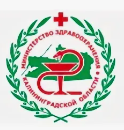 МИНИСТЕРСТВО ЗДРАВООХРАНЕНИЯ
КАЛИНИНГРАДСКОЙ ОБЛАСТИ